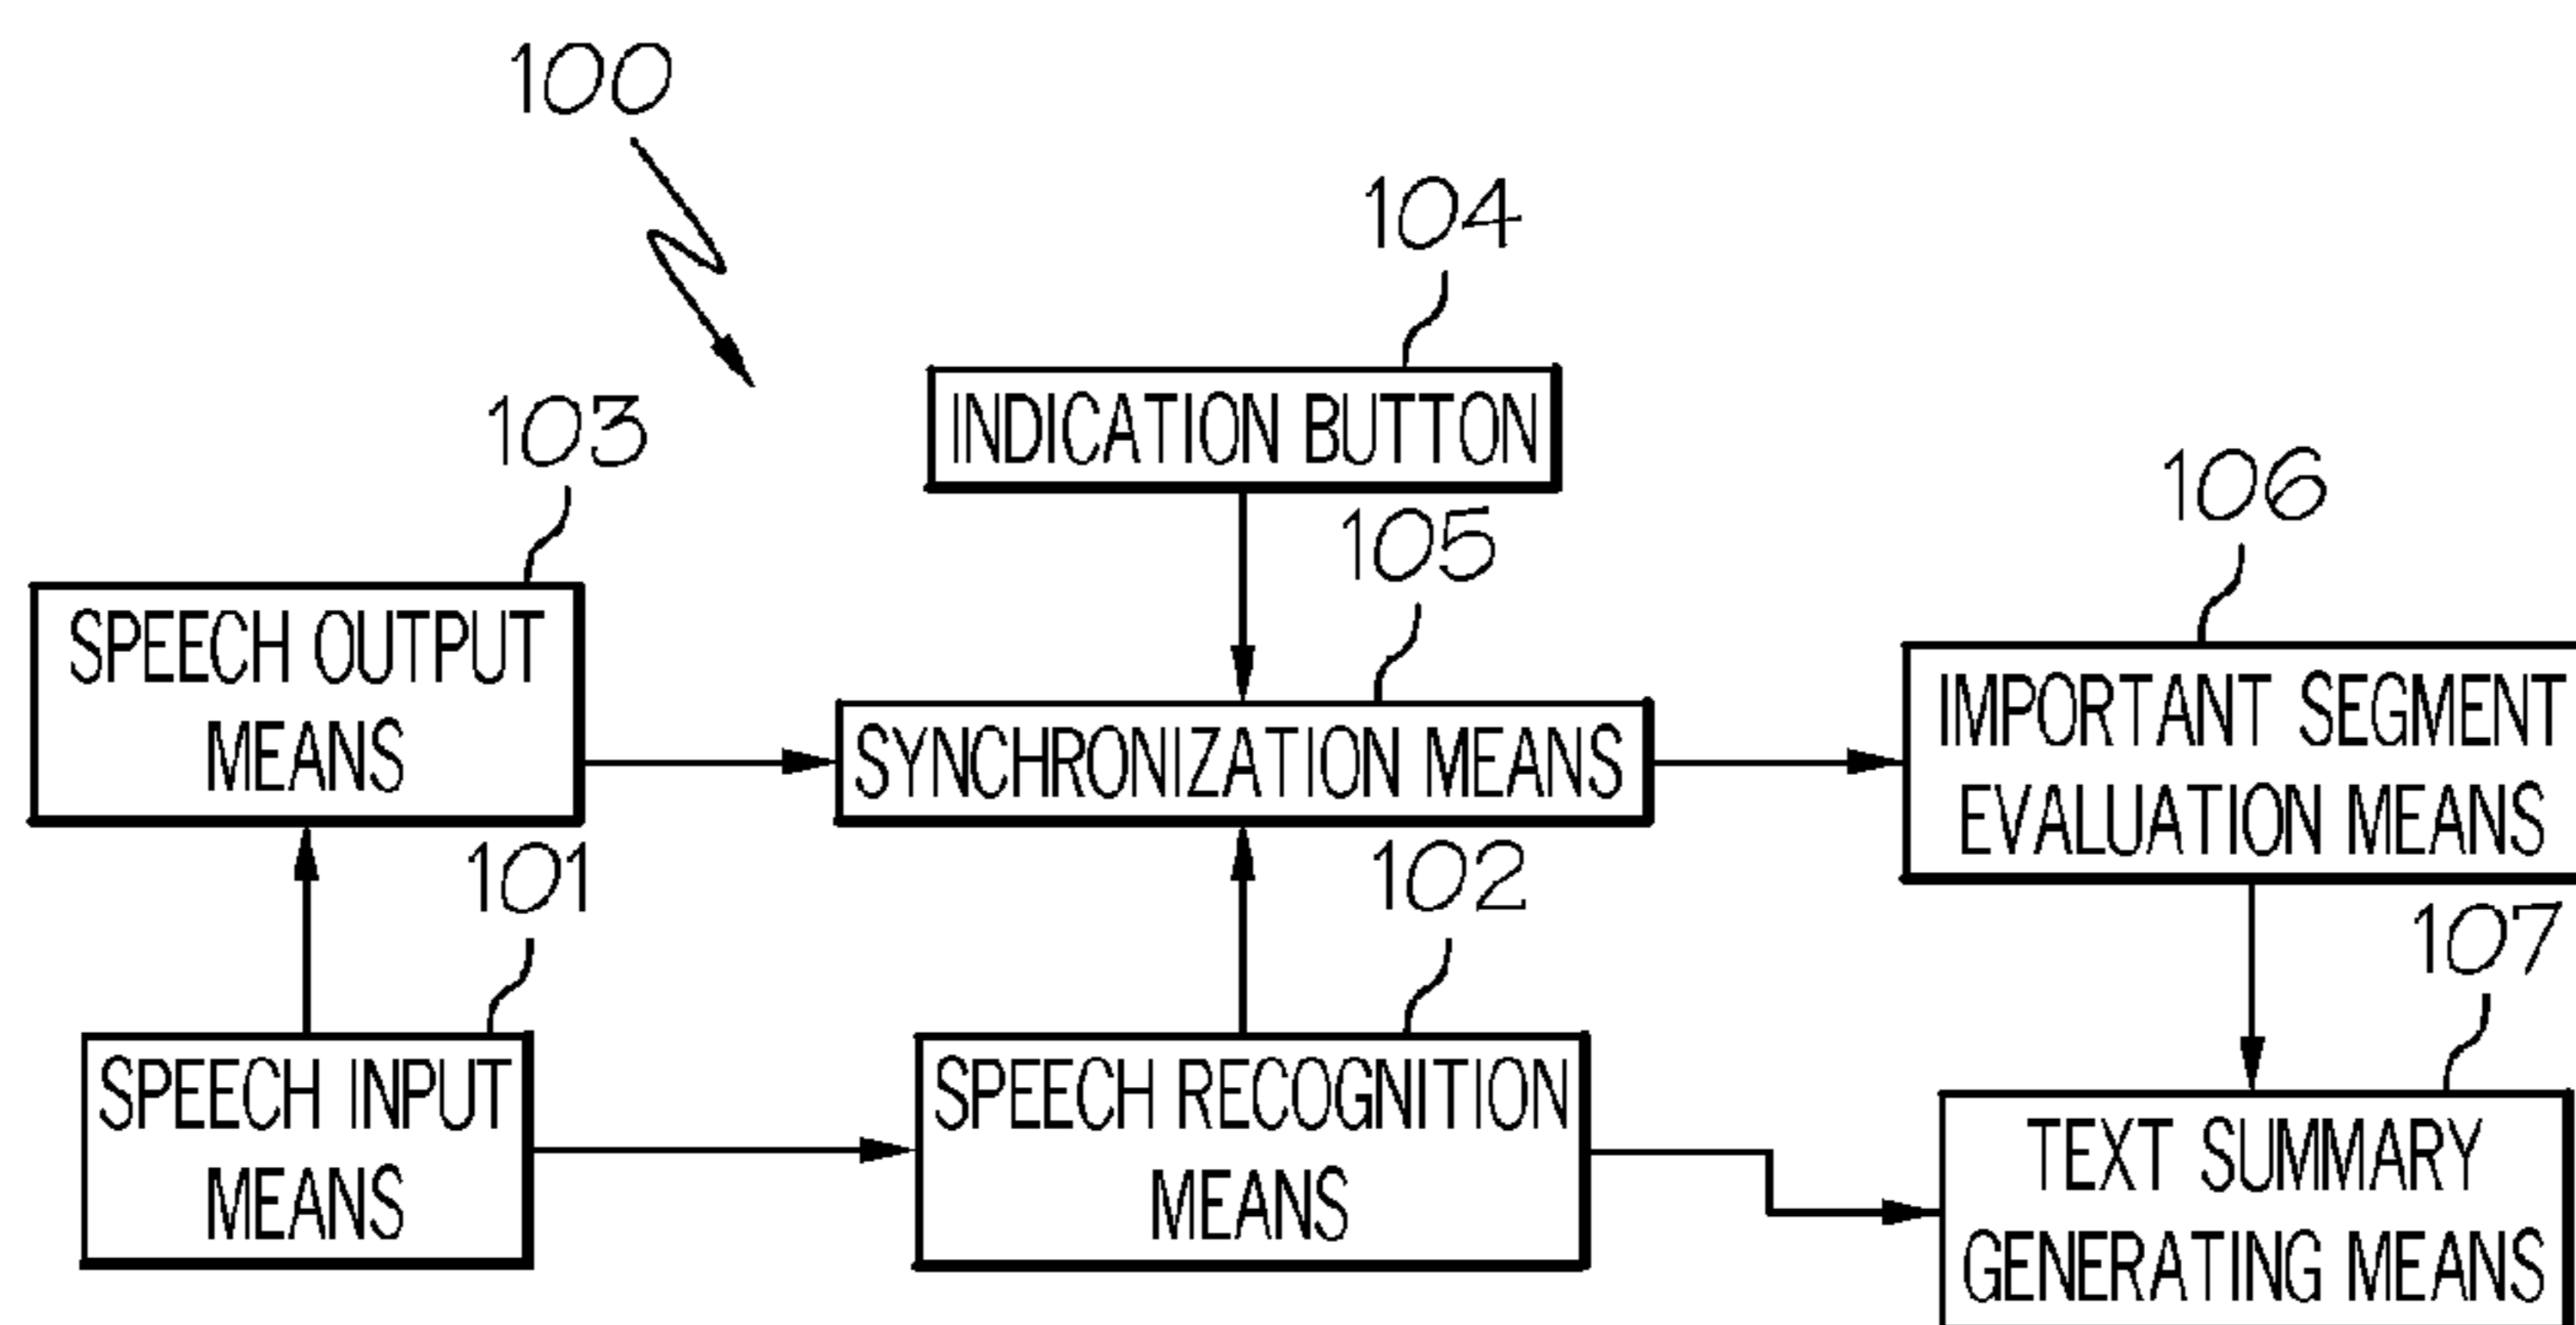 100
104
INDICATION BUTTON
103
SPEECH OUTPUT
MEANS
105
SYNCHRONIZATION MEANS
106
IMPORTANT SEGMENT
EVALUATION MEANS
101
SPEECH INPUT
MEANS
102
SPEECH RECOGNITION
MEANS
107
TEXT SUMMARY
GENERATING MEANS